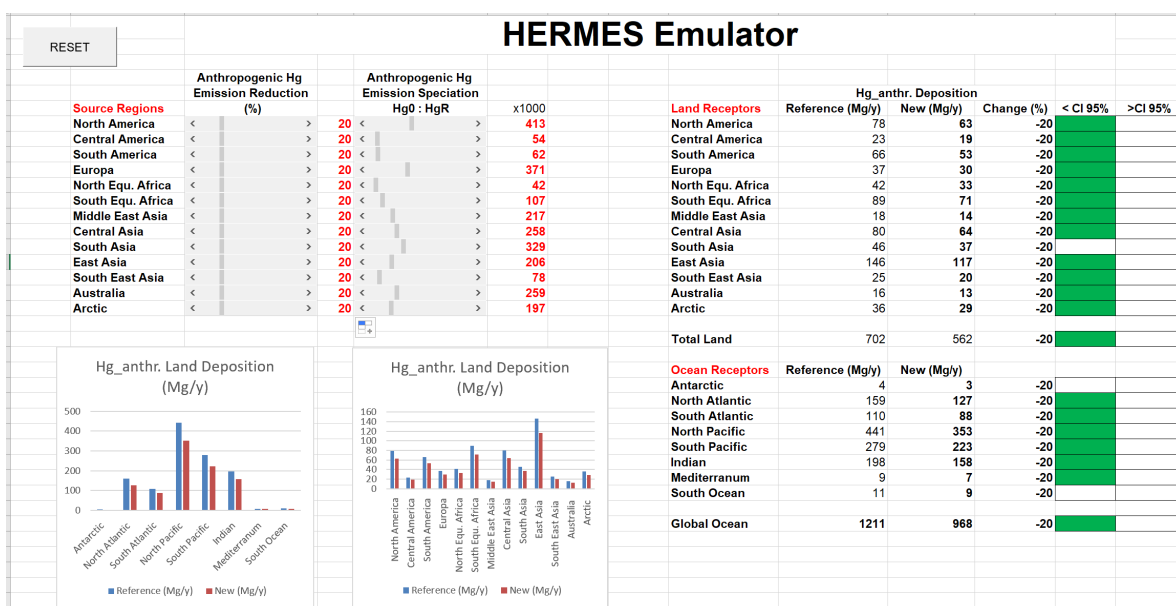 RESET
HERMES Emulator
Anthropogenic Hg Anthropogenic Hg
Emission Reduction Emission Speciation Hg_anthr. Deposition
Source Regions (%) Hg0 : HgR x1000 Land Receptors Reference (Mg/y) New (Mg/y) Change (%) < CI 95% >CI 95%
North America < > 20 < > 413 North America 78 63 -20
Central America < > 20 < > 54 Central America 23 19 -20
South America < > 20 < > 62 South America 66 53 -20
Europa < > 20 < > 371 Europa 37 30 -20
North Equ. Africa < > 20 < > 42 North Equ. Africa 42 33 -20
South Equ. Africa < > 20 < > 107 South Equ. Africa 89 71 -20
Middle East Asia < > 20 < > 217 Middle East Asia 18 14 -20
Central Asia < > 20 < > 258 Central Asia 80 64 -20
South Asia < > 20 < > 329 South Asia 46 37 -20
East Asia < > 20 < > 206 East Asia 146 117 -20
South East Asia < > 20 < > 78 South East Asia 25 20 -20
Australia < > 20 < > 259 Australia 16 13 -20
Arctic < > 20 < > 197 Arctic 36 29 -20
Total Land 702 562 -20
Ocean Receptors Reference (Mg/y) New (Mg/y)
Antarctic 4 3 -20
North Atlantic 159 127 -20
South Atlantic 110 88 -20
North Pacific 441 353 -20
South Pacific 279 223 -20
Indian 198 158 -20
Mediterranum 9 7 -20
South Ocean 11 9 -20
Global Ocean 1211 968 -20
Hg_anthr. Land Deposition
(Mg/y)
500
400
300
200
100
0
Antarctic
North Atlantic
South Atlantic
North Pacific
South Pacific
Indian
Mediterranum
South Ocean
Reference (Mg/y) New (Mg/y)
Hg_anthr. Land Deposition
(Mg/y)
160
140
120
100
80
60
40
20
0
North America
Central America
South America
Europa
North Equ. Africa
South Equ. Africa
Middle East Asia
Central Asia
South Asia
East Asia
South East Asia
Australia
Arctic
Reference (Mg/y) New (Mg/y)